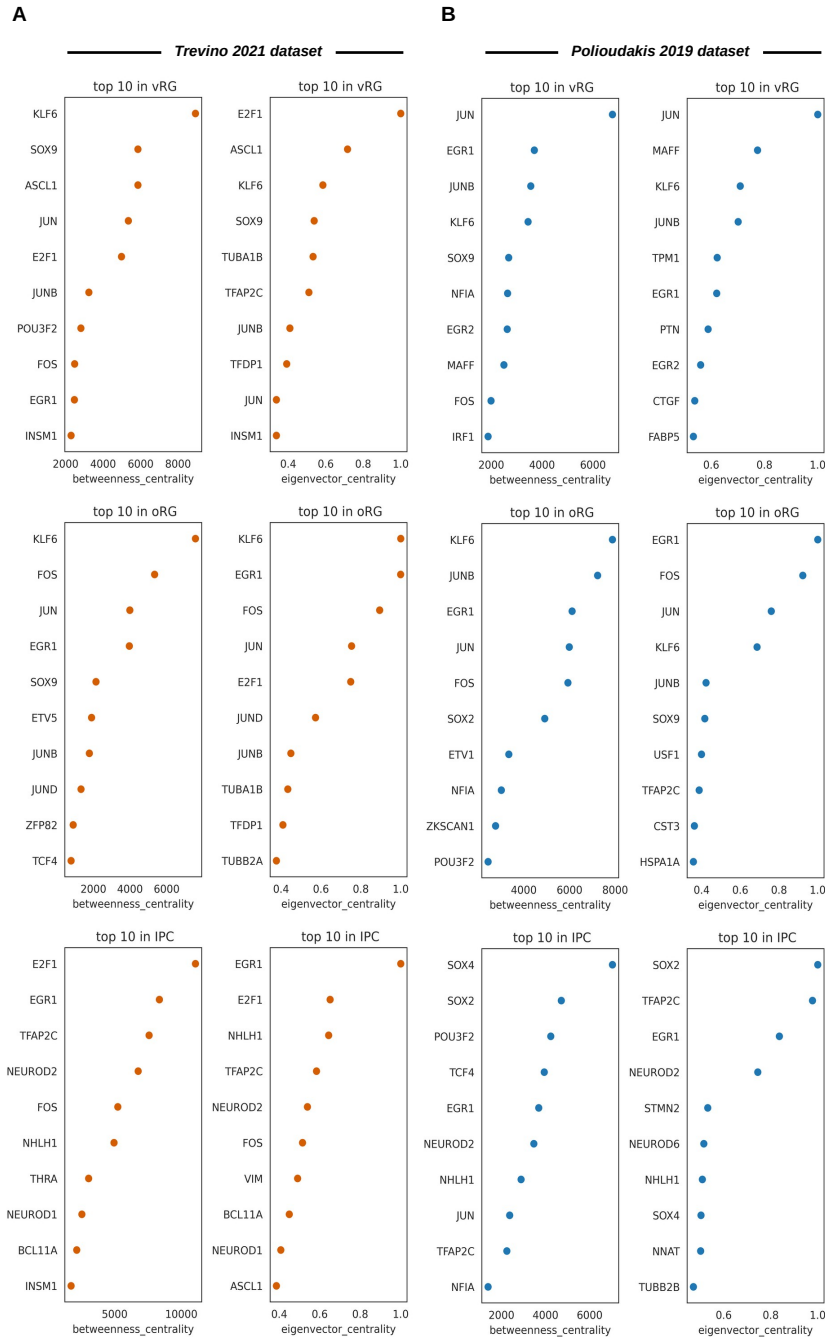 A
B
Trevino 2021 dataset
Polioudakis 2019 dataset
top 10 in vRG
KLF6
SOX9
ASCL1
JUN
E2F1
JUNB
POU3F2
FOS
EGR1
INSM1
2000 4000 6000 8000
betweenness_centrality
top 10 in vRG
E2F1
ASCL1
KLF6
SOX9
TUBA1B
TFAP2C
JUNB
TFDP1
JUN
INSM1
0.4 0.6 0.8 1.0
eigenvector_centrality
top 10 in vRG
JUN
EGR1
JUNB
KLF6
SOX9
NFIA
EGR2
MAFF
FOS
IRF1
2000 4000 6000
betweenness_centrality
top 10 in vRG
JUN
MAFF
KLF6
JUNB
TPM1
EGR1
PTN
EGR2
CTGF
FABP5
0.6 0.8 1.0
eigenvector_centrality
top 10 in oRG
KLF6
FOS
JUN
EGR1
SOX9
ETV5
JUNB
JUND
ZFP82
TCF4
2000 4000 6000
betweenness_centrality
top 10 in oRG
KLF6
EGR1
FOS
JUN
E2F1
JUND
JUNB
TUBA1B
TFDP1
TUBB2A
0.4 0.6 0.8 1.0
eigenvector_centrality
top 10 in oRG
KLF6
JUNB
EGR1
JUN
FOS
SOX2
ETV1
NFIA
ZKSCAN1
POU3F2
4000 6000 8000
betweenness_centrality
top 10 in oRG
EGR1
FOS
JUN
KLF6
JUNB
SOX9
USF1
TFAP2C
CST3
HSPA1A
0.4 0.6 0.8 1.0
eigenvector_centrality
top 10 in IPC
E2F1
EGR1
TFAP2C
NEUROD2
FOS
NHLH1
THRA
NEUROD1
BCL11A
INSM1
5000 10000
betweenness_centrality
top 10 in IPC
EGR1
E2F1
NHLH1
TFAP2C
NEUROD2
FOS
VIM
BCL11A
NEUROD1
ASCL1
0.4 0.6 0.8 1.0
eigenvector_centrality
top 10 in IPC
SOX4
SOX2
POU3F2
TCF4
EGR1
NEUROD2
NHLH1
JUN
TFAP2C
NFIA
2000 4000 6000
betweenness_centrality
top 10 in IPC
SOX2
TFAP2C
EGR1
NEUROD2
STMN2
NEUROD6
NHLH1
SOX4
NNAT
TUBB2B
0.6 0.8 1.0
eigenvector_centrality